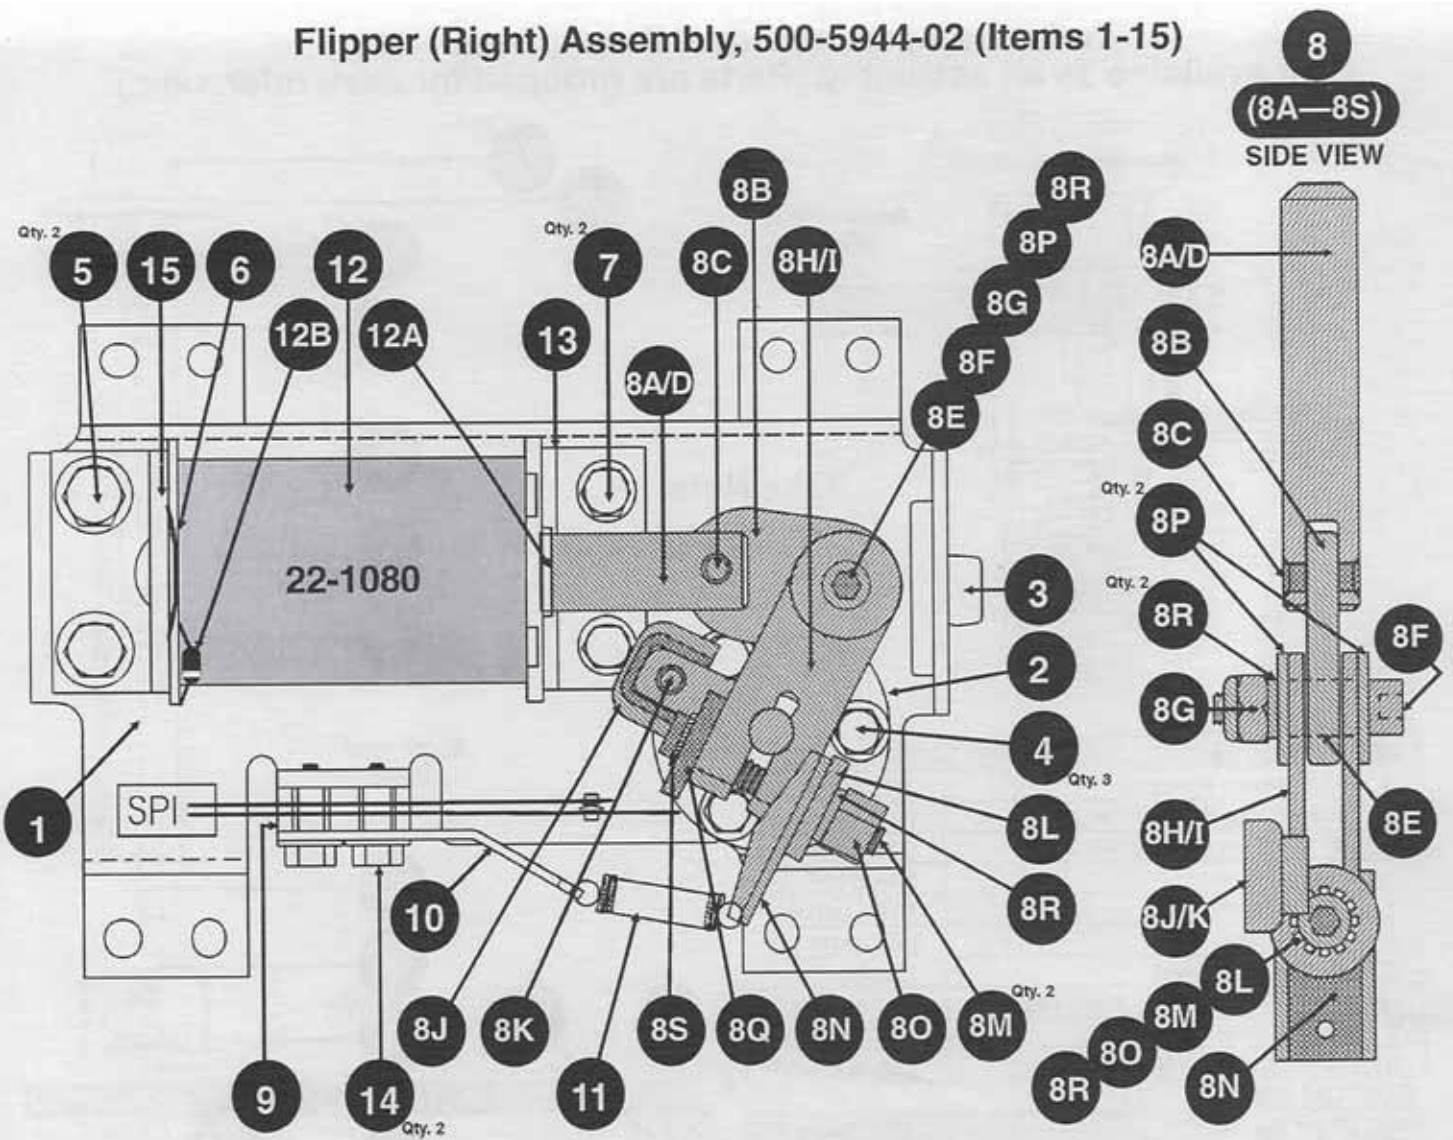 Flipper (Right) Assembly, 500-5944-02 (Items 1-15)
8
(8A—8S)
SIDE VIEW
8B
8R
8P
Qty. 2
5
15
6
12
Qty. 2
7
8C
8H/I
8G
8A/D
12B
12A
13
8F
8B
8A/D
8E
8C
Qty. 2
8P
22-1080
3
Qty. 2
8R
8F
2
8G
4
Qty. 3
1
SPI
9
8L
8H/I
8E
10
8R
8J/K
8J
8K
8S
8Q
8N
8O
8M
Qty. 2
8L
8M
8O
8R
8N
9
14
Qty. 2
11